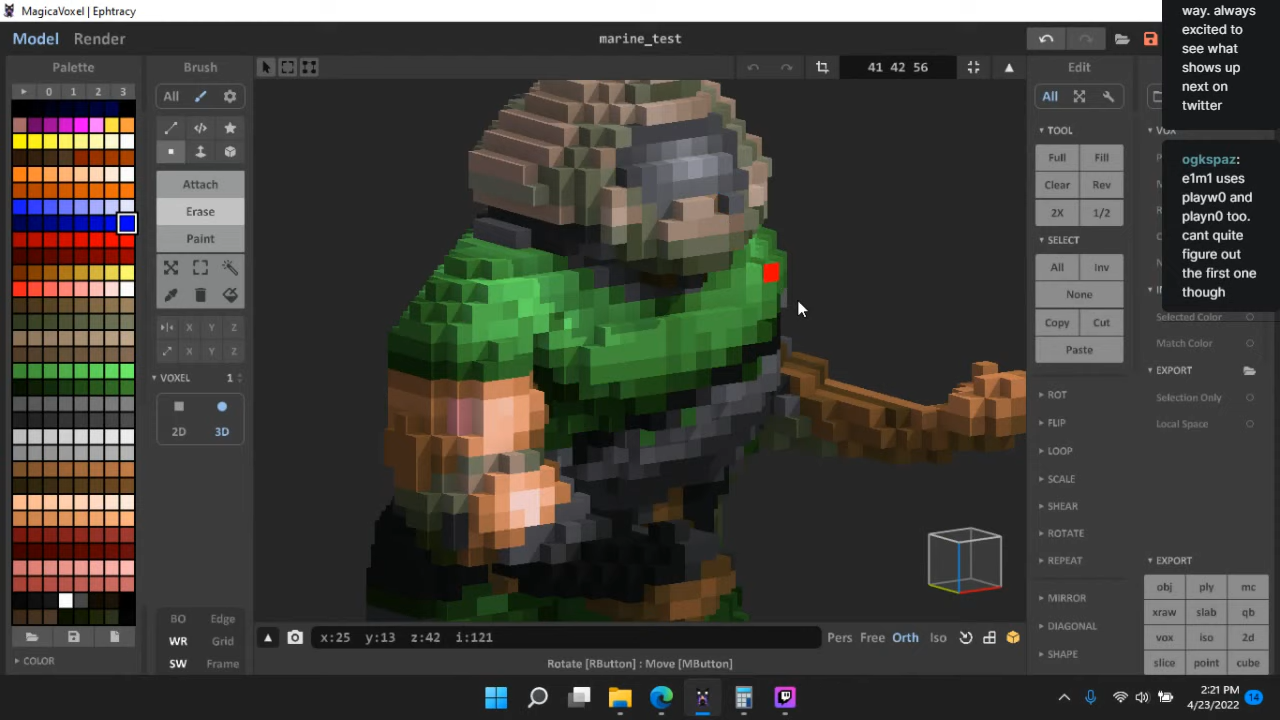 MagicaVoxel | Ephtracy
Model Render
marine_test
Palette
0 1 2 3
COLOR
Brush
All
Attach
Erase
Paint
X Y Z
X Y Z
VOXEL 1
2D 3D
BO Edge
WR Grid
SW Frame
41 42 56
x:25 y:13 z:42 i:121
Pers Free Orth Iso
Rotate [RButton] : Move [MButton]
Edit
All
TOOL
Full Fill
Clear Rev
2X 1/2
SELECT
All Inv
None
Copy Cut
Paste
ROT
FLIP
LOOP
SCALE
SHEAR
ROTATE
REPEAT
MIRROR
DIAGONAL
SHAPE
way. always
excited to
see what
shows up
next on
twitter
ogkspaz:
e1m1 uses
playw0 and
playn0 too.
cant quite
figure out
the first one
though
Selected Color
Match Color
EXPORT
Selection Only
Local Space
EXPORT
obj ply mc
xraw slab qb
vox iso 2d
slice point cube
2:21 PM
4/23/2022
14